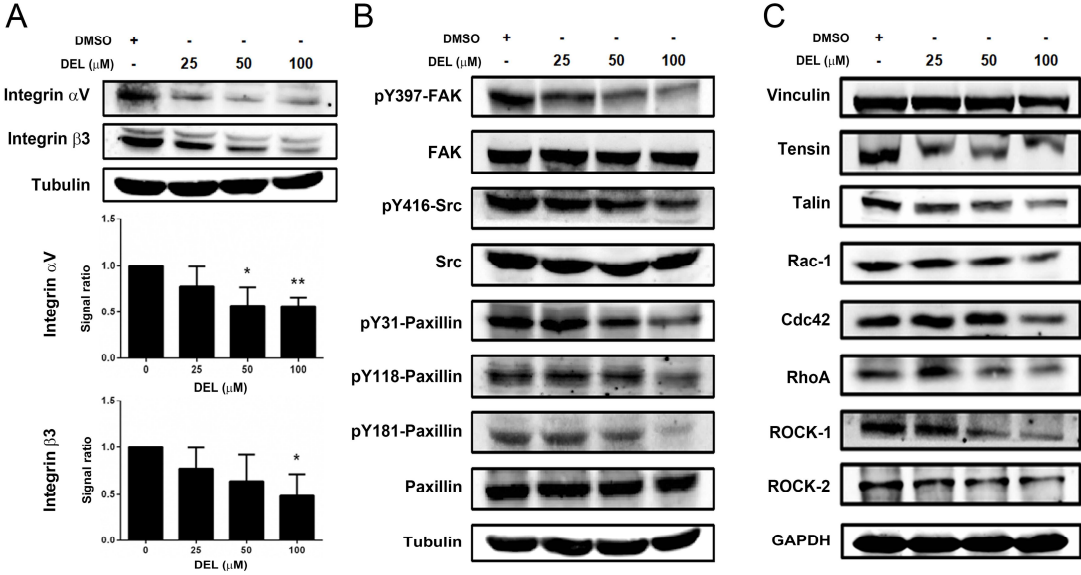 A
DMSO + - - -
DEL (µM) - 25 50 100
Integrin αV
Integrin β3
Tubulin
Integrin αV
Signal ratio
1.5
1.0
0.5
0.0
* **
0 25 50 100
DEL (µM)
Integrin β3
Signal ratio
1.5
1.0
0.5
0.0
*
0 25 50 100
DEL (µM)
B
DMSO + - - -
DEL (µM) - 25 50 100
pY397-FAK
FAK
pY416-Src
Src
pY31-Paxillin
pY118-Paxillin
pY181-Paxillin
Paxillin
Tubulin
C
DMSO + - - -
DEL (µM) - 25 50 100
Vinculin
Tensin
Talin
Rac-1
Cdc42
RhoA
ROCK-1
ROCK-2
GAPDH